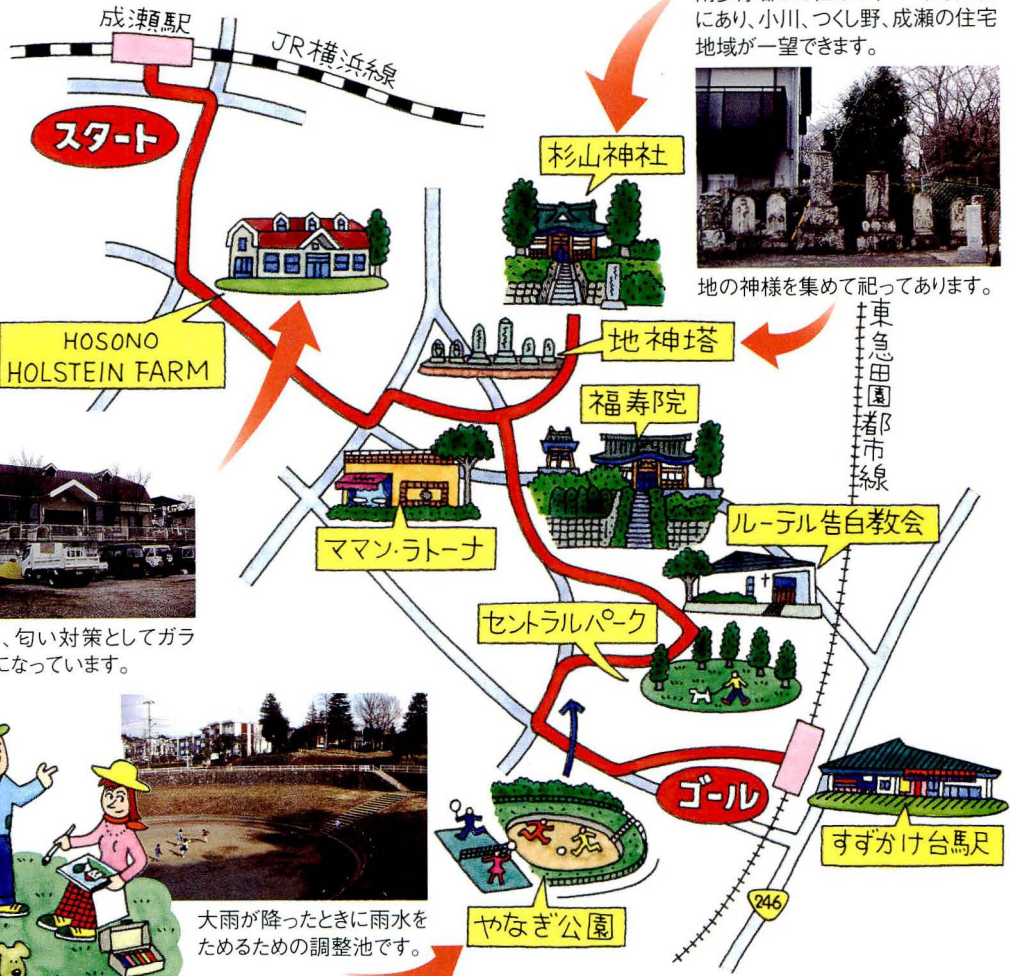 にあり、小川、つくし野、成瀬の住宅
地域が一望できます。
成瀬駅
JR横浜線
スタート
杉山神社
地の神様を集めて祀ってあります。
HOSONO
HOLSTEIN FARM
地神塔
東急田園都市線
福寿院
ママン・ラトーナ
ルーテル告白教会
、匂い対策としてガラ
になっています。
セントラルパーク
ゴール
すずかけ台駅
246
やなぎ公園
大雨が降ったときに雨水を
ためるための調整池です。